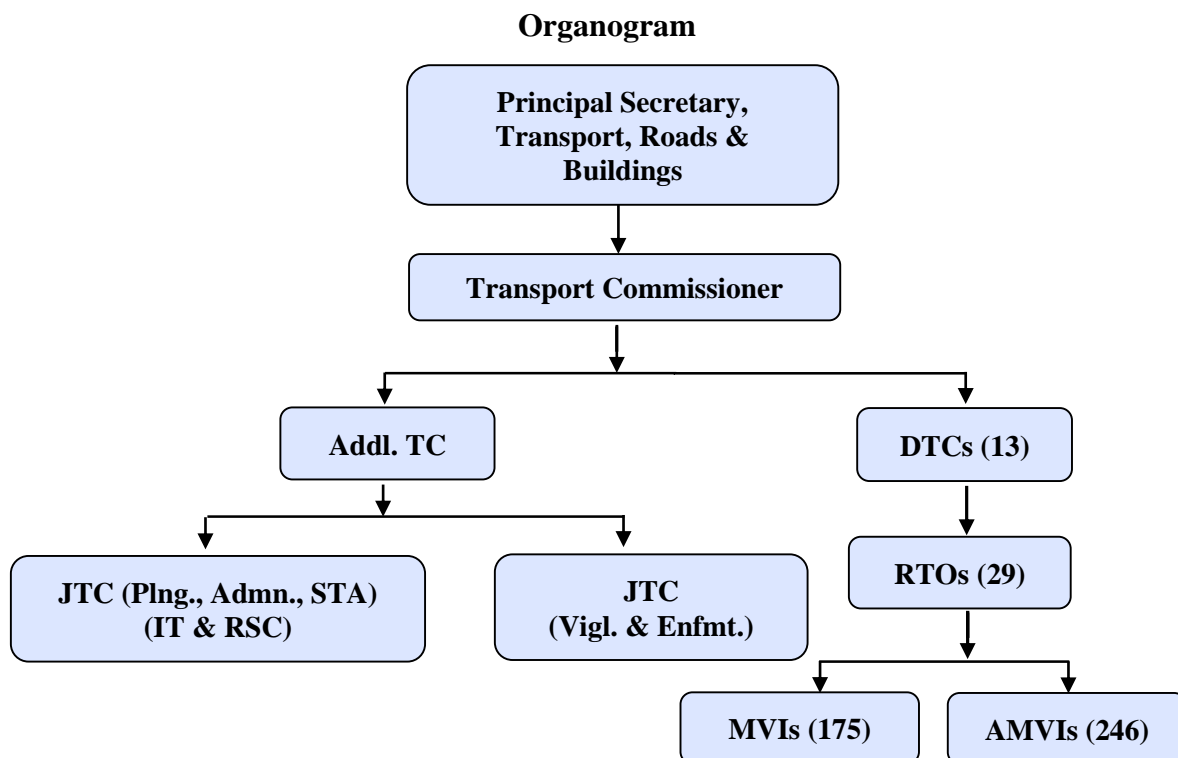 Organogram
Principal Secretary,
Transport, Roads &
Buildings
Transport Commissioner
Addl. TC
DTCs (13)
JTC (Plng., Admn., STA)
(IT & RSC)
JTC
(Vigl. & Enfmt.)
RTOs (29)
MVIs (175)
AMVIs (246)